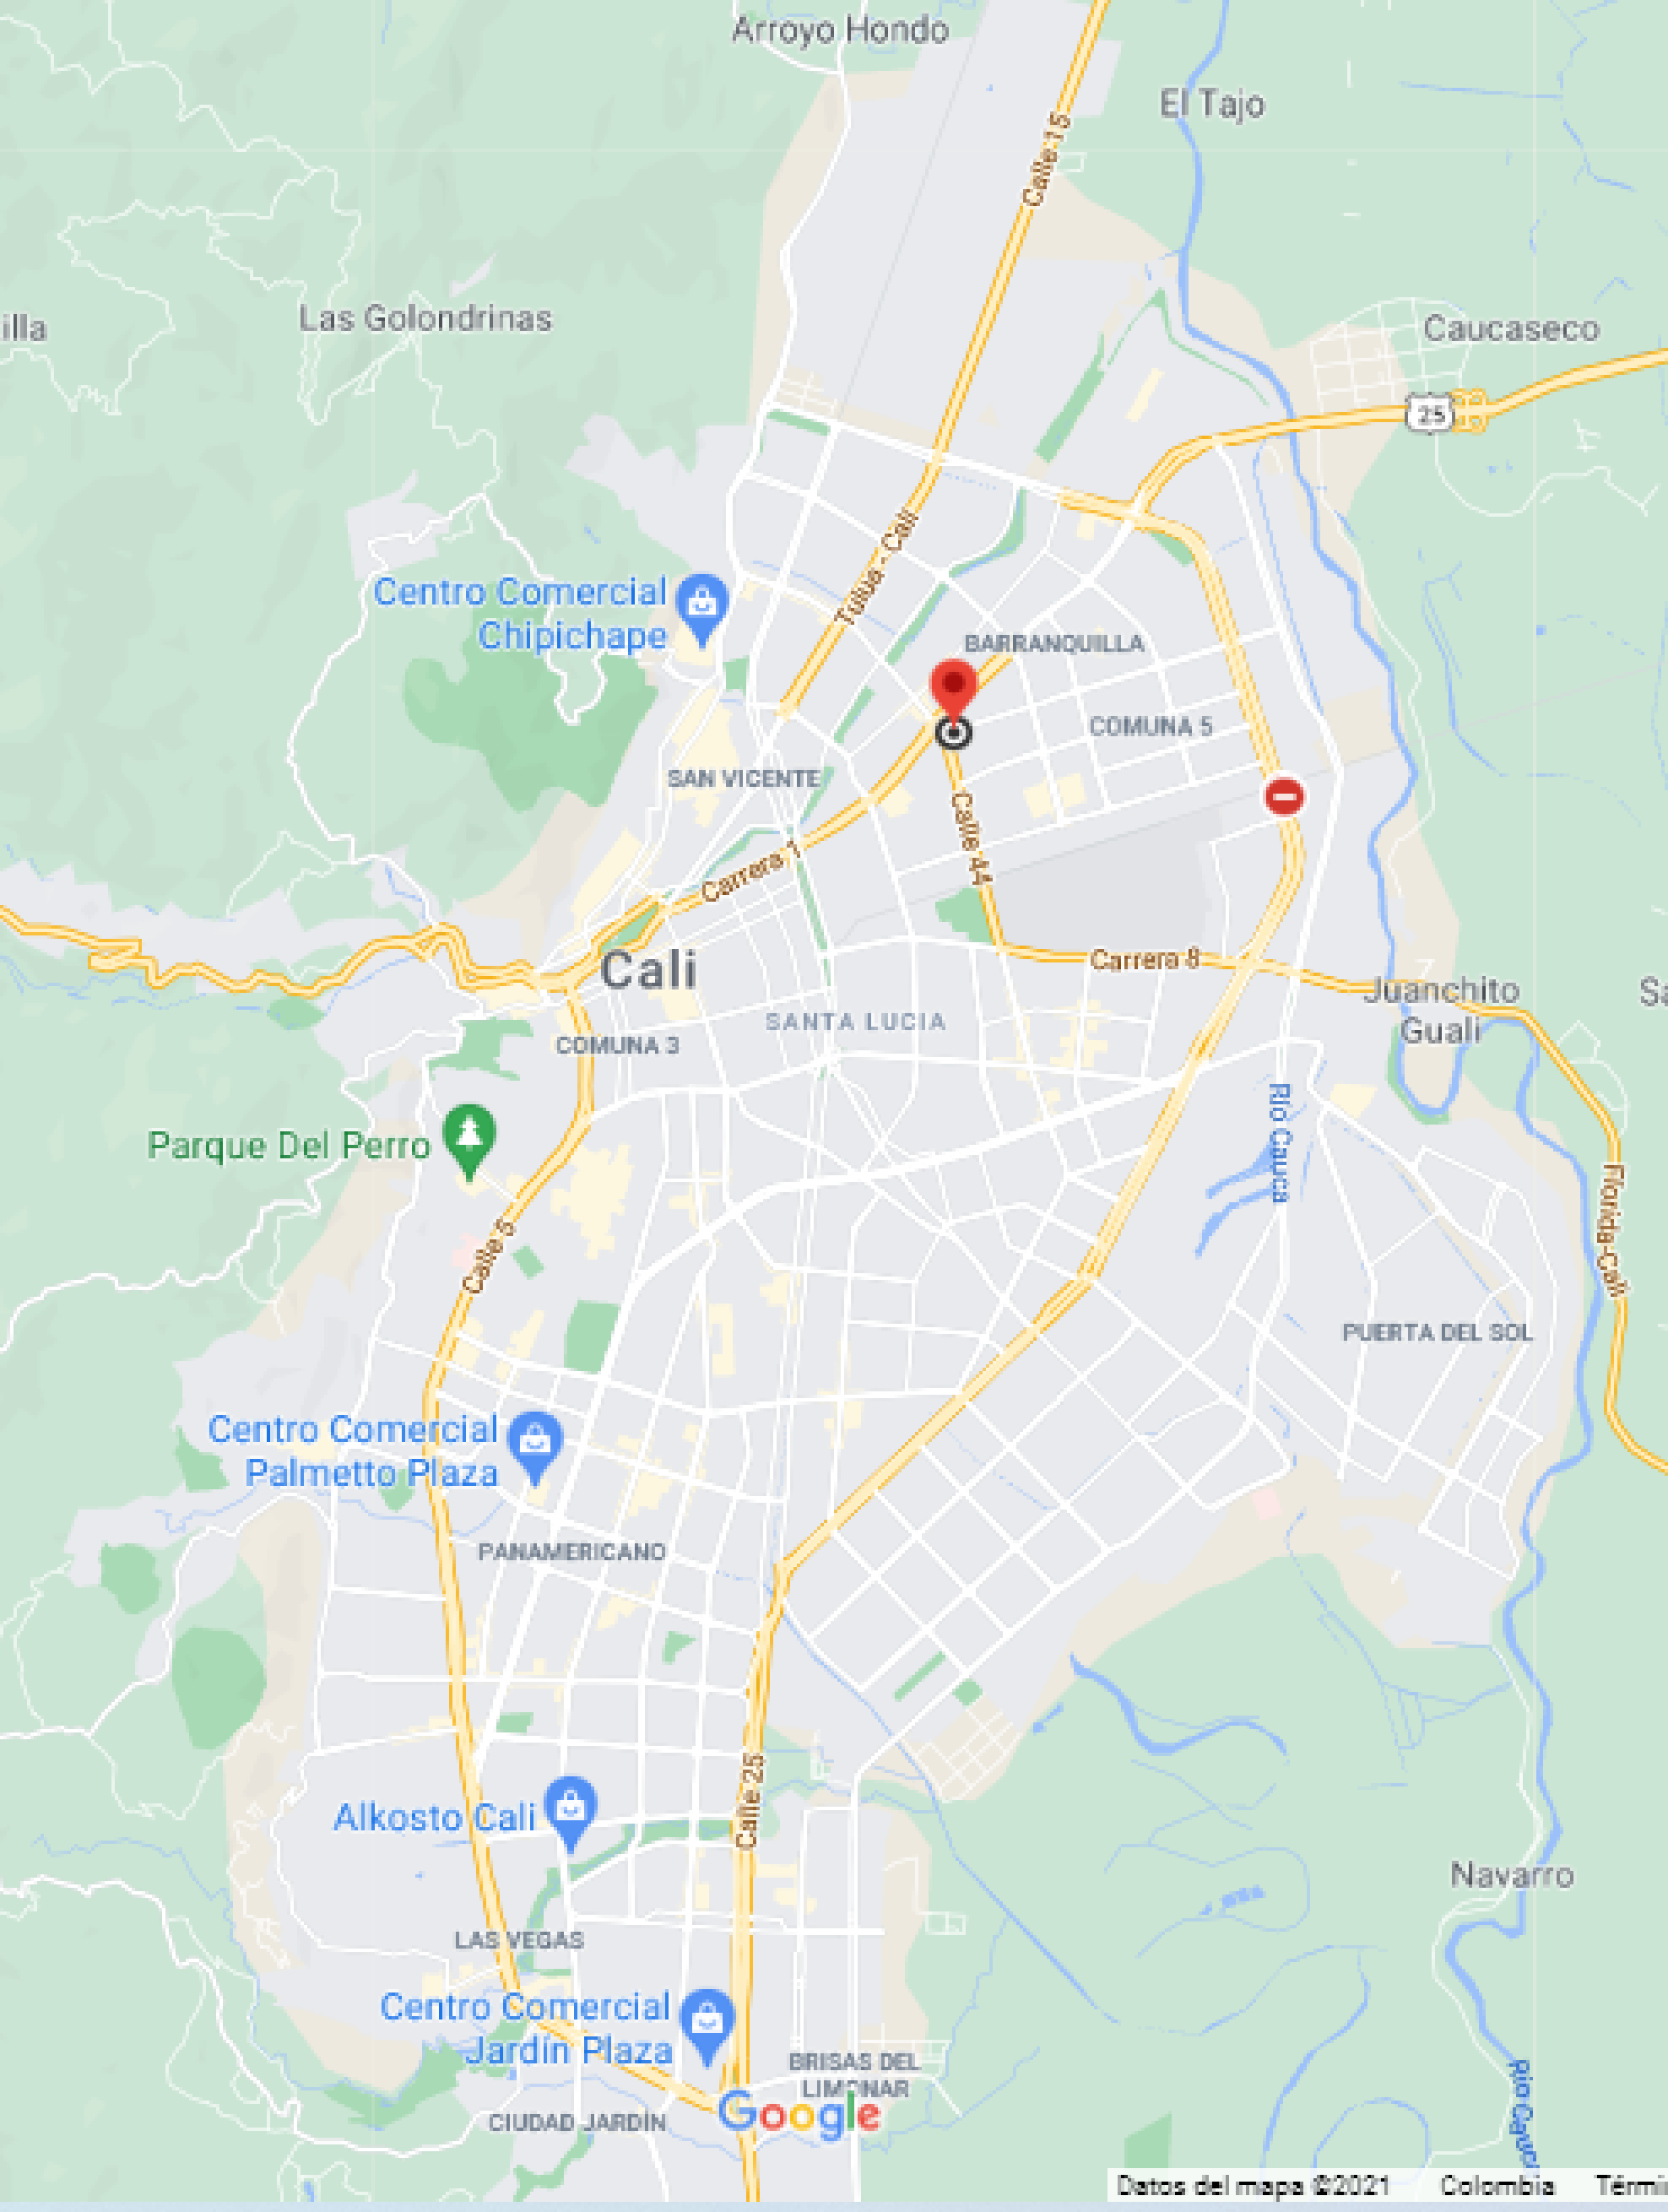 Arroyo Hondo
El Tajo
Calle 15
Las Golondrinas
illa
Caucaseco
25
Tulua - Cali
Centro Comercial
Chipichape
BARRANQUILLA
COMUNA 5
SAN VICENTE
Calle 44
Carrera 1
Cali
Carrera 8
Juanchito
Guali
Sa
SANTA LUCIA
COMUNA 3
Río Cauca
Parque Del Perro
Florida-Cali
Calle 5
PUERTA DEL SOL
Centro Comercial
Palmetto Plaza
PANAMERICANO
Calle 25
Alkosto Cali
Navarro
LAS VEGAS
Centro Comercial
Jardín Plaza
BRISAS DEL
LIMONAR
Google
CIUDAD JARDÍN
Río Cauca
Datos del mapa ©2021 Colombia Térmi